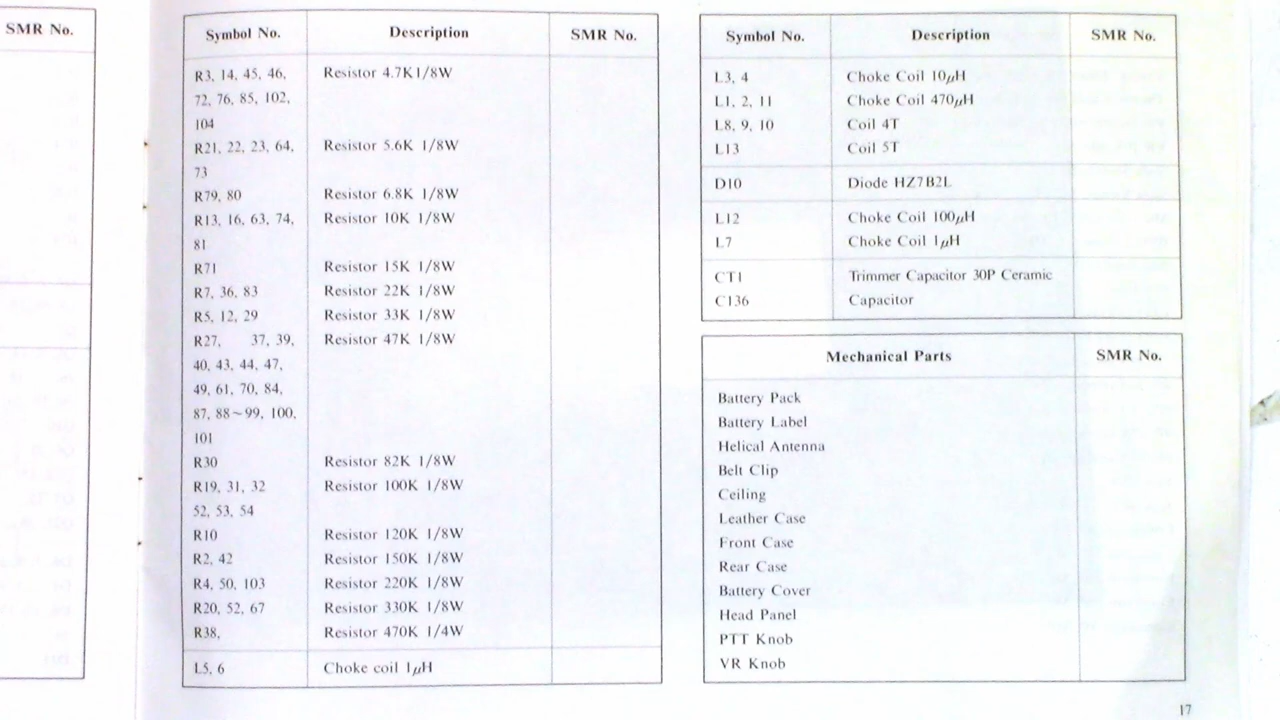 SMR No.
Symbol No. Description SMR No.
R3, 14, 45, 46, Resistor 4.7K1/8W
72, 76, 85, 102,
104
R21, 22, 23, 64, Resistor 5.6K 1/8W
73
R79, 80 Resistor 6.8K 1/8W
R13, 16, 63, 74, Resistor 10K 1/8W
81
R71 Resistor 15K 1/8W
R7, 36, 83 Resistor 22K 1/8W
R5, 12, 29 Resistor 33K 1/8W
R27, 37, 39, Resistor 47K 1/8W
40, 43, 44, 47,
49, 61, 70, 84,
87, 88~99, 100,
101
R30 Resistor 82K 1/8W
R19, 31, 32 Resistor 100K 1/8W
52, 53, 54
R10 Resistor 120K 1/8W
R2, 42 Resistor 150K 1/8W
R4, 50, 103 Resistor 220K 1/8W
R20, 52, 67 Resistor 330K 1/8W
R38, Resistor 470K 1/4W
L5, 6 Choke coil 1μH
Symbol No. Description SMR No.
L3, 4 Choke Coil 10μH
L1, 2, 11 Choke Coil 470μH
L8, 9, 10 Coil 4T
L13 Coil 5T
D10 Diode HZ7B2L
L12 Choke Coil 100μH
L7 Choke Coil 1μH
CT1 Trimmer Capacitor 30P Ceramic
C136 Capacitor
Mechanical Parts SMR No.
Battery Pack
Battery Label
Helical Antenna
Belt Clip
Ceiling
Leather Case
Front Case
Rear Case
Battery Cover
Head Panel
PTT Knob
VR Knob
17